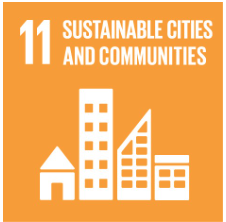 11 SUSTAINABLE CITIES
AND COMMUNITIES